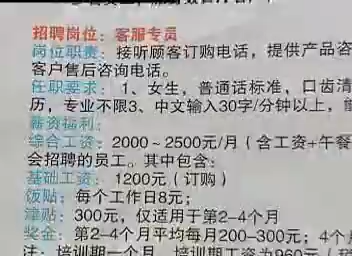 招聘岗位：客服专员
岗位职责：接听顾客订购电话，提供产品咨
客户售后咨询电话。
任职要求：1、女生，普通话标准，口齿清
历，专业不限3、中文输入30字/分钟以上，能
薪资福利：
综合工资：2000~2500元/月（含工资+午餐
会招聘的员工。其中包含：
基础工资：1200元（订购）
饭贴：每个工作日8元；
津贴：300元，仅适用于第2-4个月
奖金：第2-4个月平均每月200-300元；4个月
注：培训期一个月，培训期工资为960元（